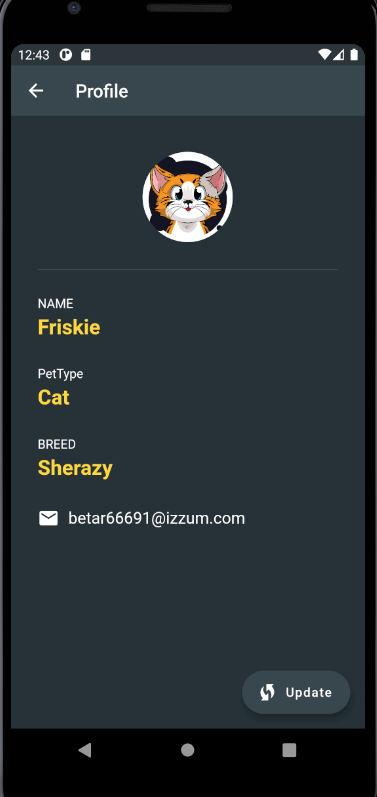 12:43
Profile
NAME
Friskie
PetType
Cat
BREED
Sherazy
betar66691@izzum.com
Update